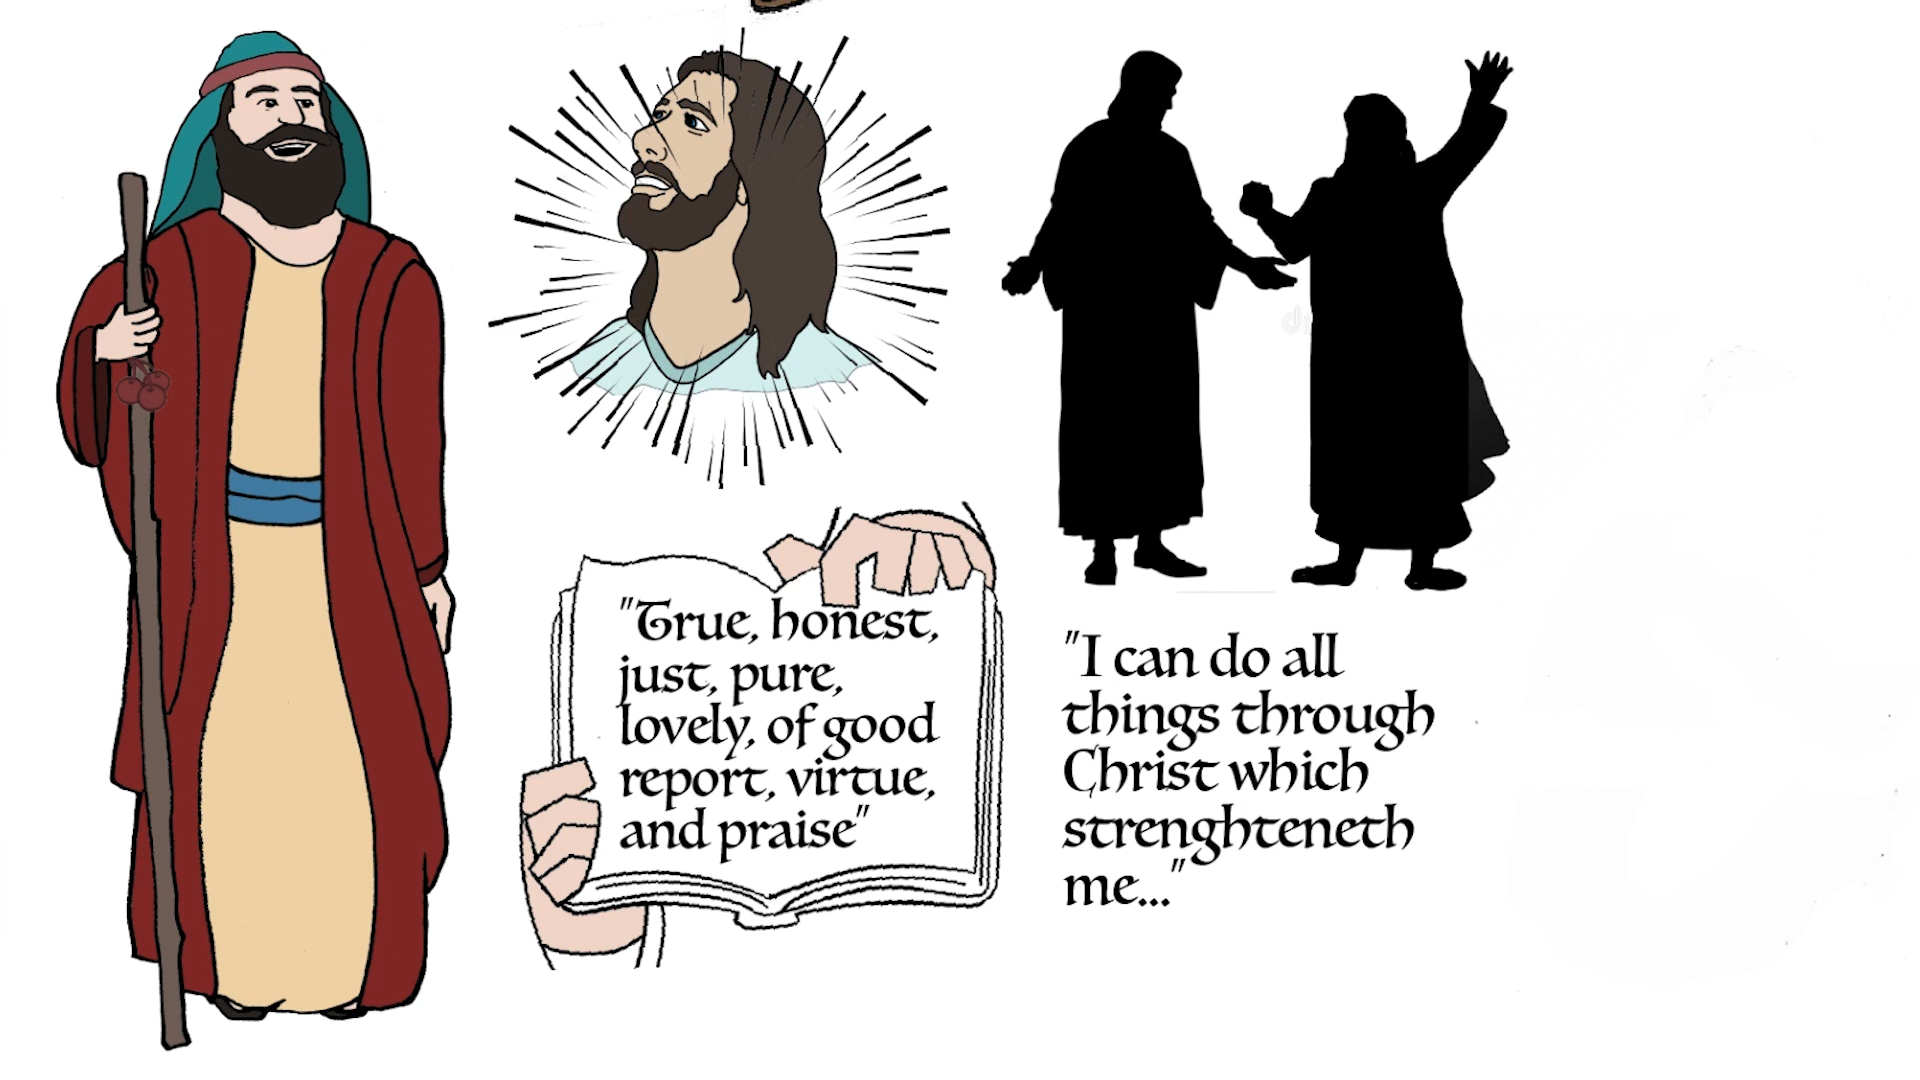 "True, honest,
just, pure,
lovely, of good
report, virtue,
and praise"
"I can do all
things through
Christ which
strenghteneth
me..."